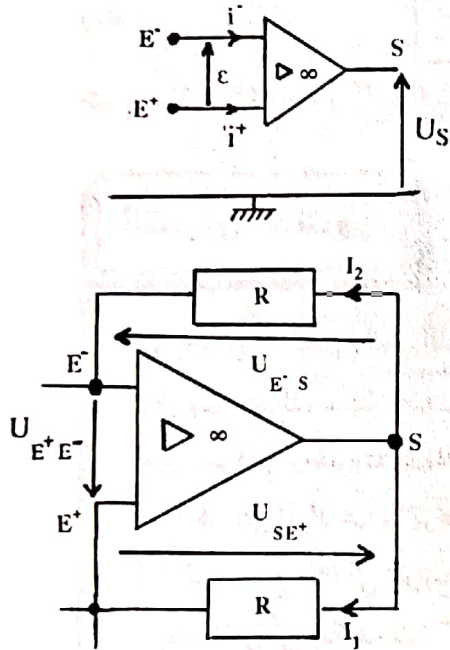 i⁻
E⁻ S
ε ▷ ∞
E⁺
i⁺ U_S
I₂
R
E⁻ U_E⁻ S
U_E⁺ E⁻ ▷ ∞ S
E⁺ U_SE⁺
R
I₁